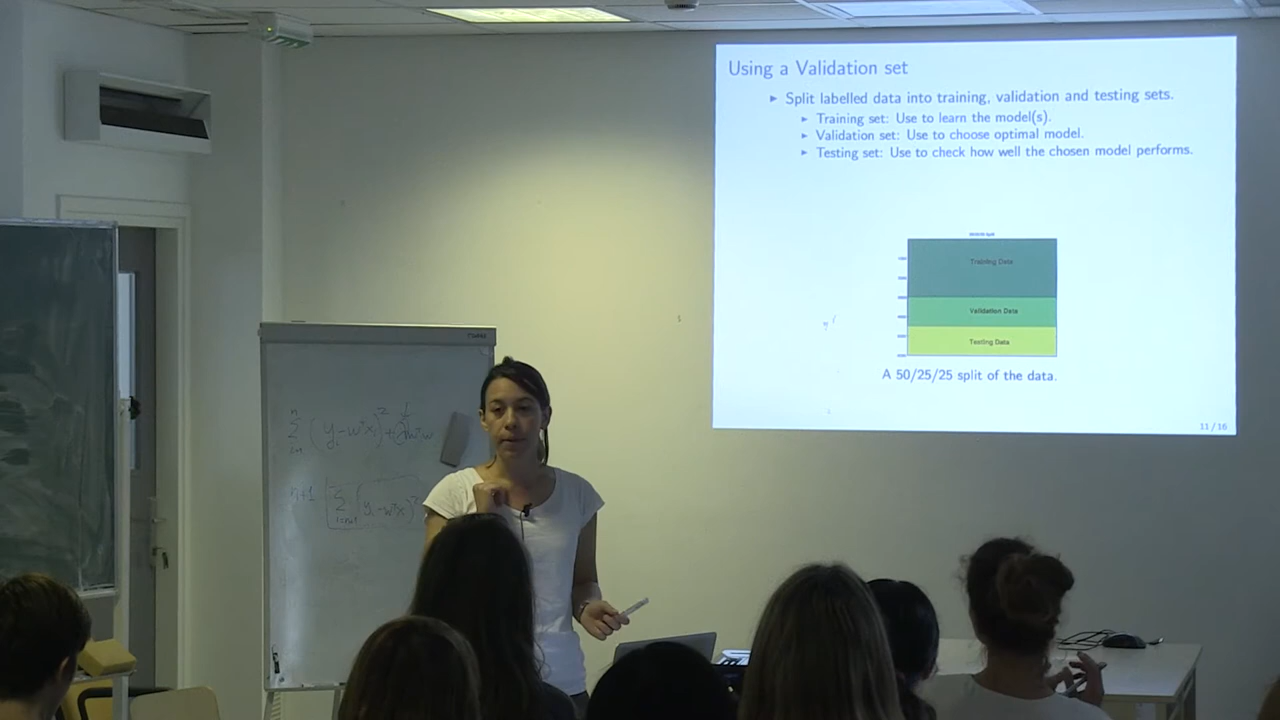 Using a Validation set
▸ Split labelled data into training, validation and testing sets.
▸ Training set: Use to learn the model(s).
▸ Validation set: Use to choose optimal model.
▸ Testing set: Use to check how well the chosen model performs.
Training Data
Validation Data
Testing Data
A 50/25/25 split of the data.
11 / 16